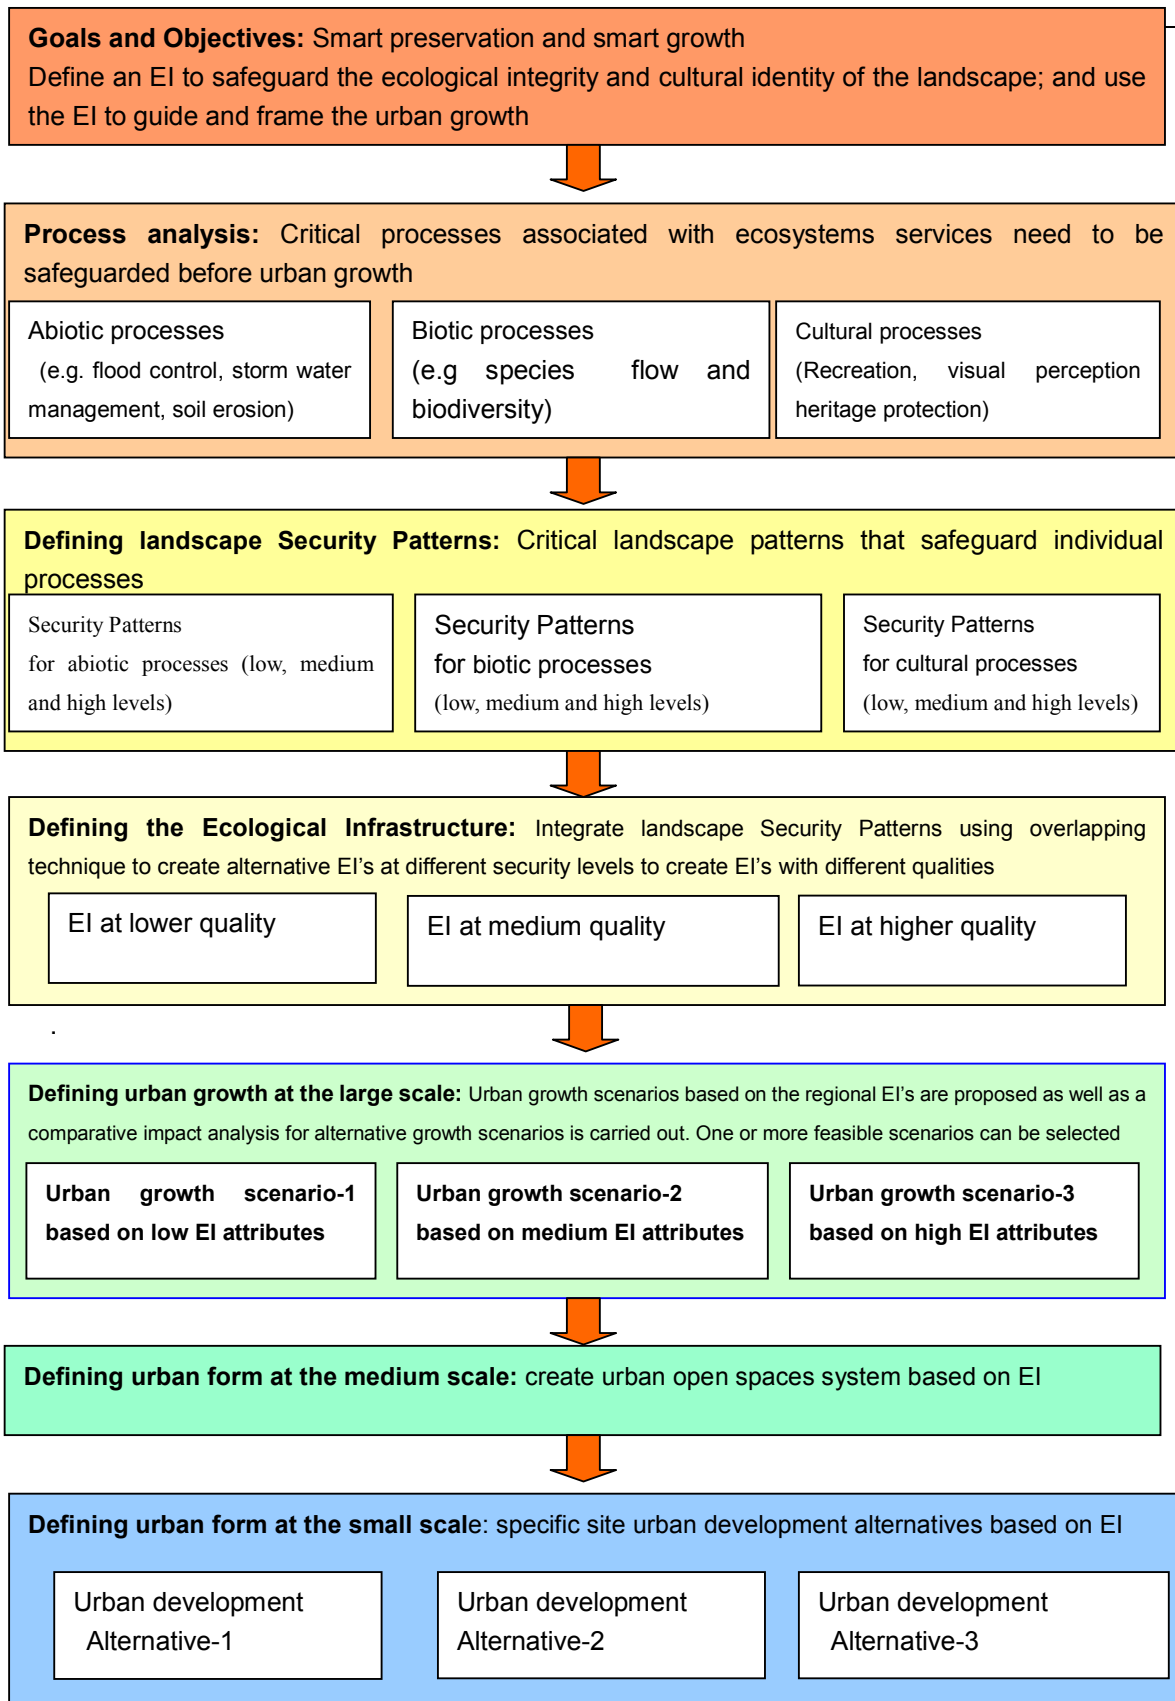 Goals and Objectives: Smart preservation and smart growth
Define an EI to safeguard the ecological integrity and cultural identity of the landscape; and use
the EI to guide and frame the urban growth
Process analysis: Critical processes associated with ecosystems services need to be
safeguarded before urban growth
Abiotic processes
(e.g. flood control, storm water
management, soil erosion)
Biotic processes
(e.g species flow and
biodiversity)
Cultural processes
(Recreation, visual perception
heritage protection)
Defining landscape Security Patterns: Critical landscape patterns that safeguard individual
processes
Security Patterns
for abiotic processes (low, medium
and high levels)
Security Patterns
for biotic processes
(low, medium and high levels)
Security Patterns
for cultural processes
(low, medium and high levels)
Defining the Ecological Infrastructure: Integrate landscape Security Patterns using overlapping
technique to create alternative EI's at different security levels to create EI's with different qualities
EI at lower quality
EI at medium quality
EI at higher quality
.
Defining urban growth at the large scale: Urban growth scenarios based on the regional EI's are proposed as well as a
comparative impact analysis for alternative growth scenarios is carried out. One or more feasible scenarios can be selected
Urban growth scenario-1
based on low EI attributes
Urban growth scenario-2
based on medium EI attributes
Urban growth scenario-3
based on high EI attributes
Defining urban form at the medium scale: create urban open spaces system based on EI
Defining urban form at the small scale: specific site urban development alternatives based on EI
Urban development
Alternative-1
Urban development
Alternative-2
Urban development
Alternative-3